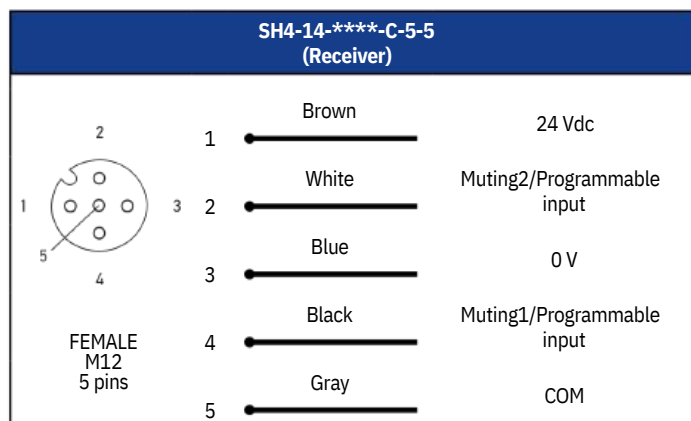 SH4-14-****-C-5-5
(Receiver)
2
1
3
5
4
FEMALE
M12
5 pins
1 Brown 24 Vdc
2 White Muting2/Programmable
input
3 Blue 0 V
4 Black Muting1/Programmable
input
5 Gray COM